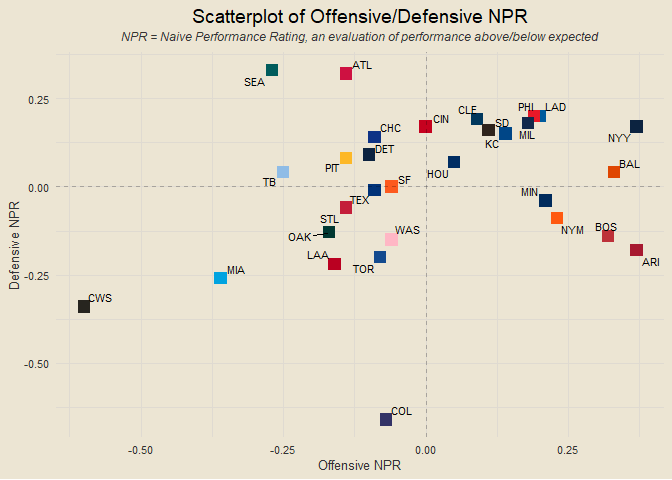 Scatterplot of Offensive/Defensive NPR
NPR = Naive Performance Rating, an evaluation of performance above/below expected
ATL
SEA
0.25
PHI LAD
CLE
CIN
SD
CHC
MIL
NYY
KC
DET
PIT
BAL
HOU
TB
SF
0.00
MIN
TEX
STL
BOS
NYM
WAS
OAK
LAA
ARI
TOR
MIA
-0.25
CWS
-0.50
COL
Defensive NPR
-0.50 -0.25 0.00 0.25
Offensive NPR